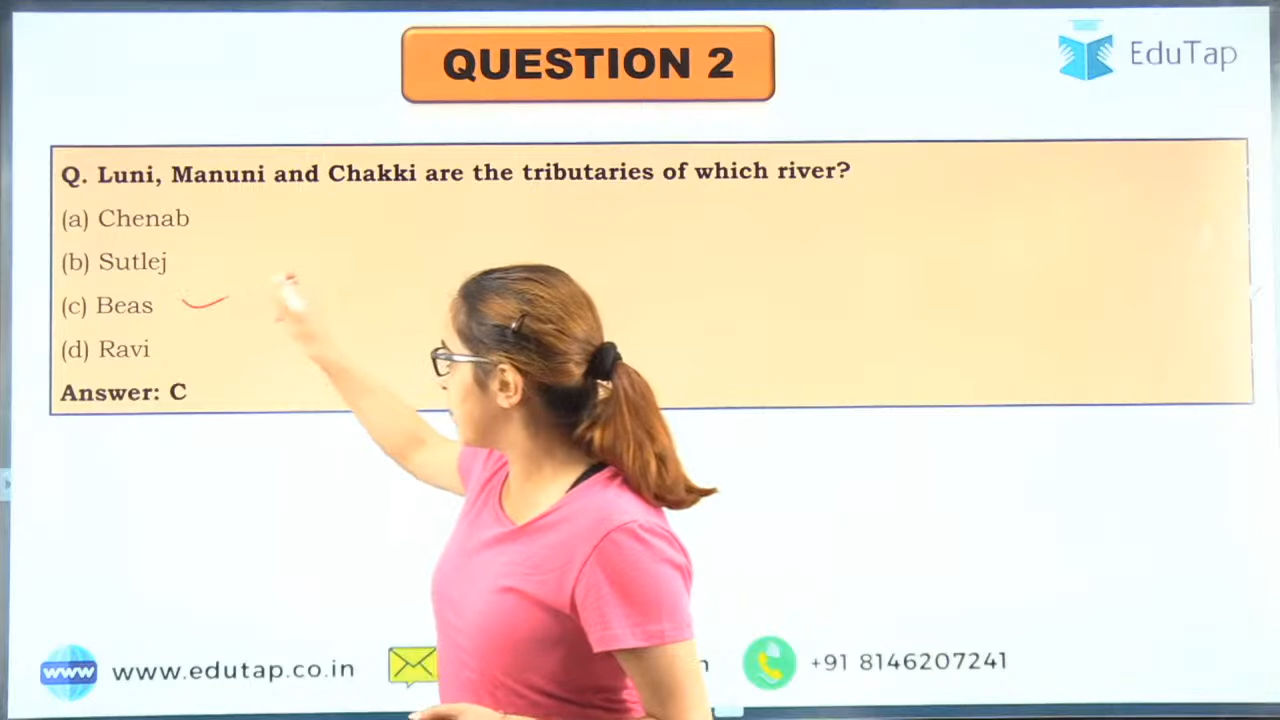 QUESTION 2
EduTap
Q. Luni, Manuni and Chakki are the tributaries of which river?
(a) Chenab
(b) Sutlej
(c) Beas
(d) Ravi
Answer: C
www www.edutap.co.in +91 8146207241